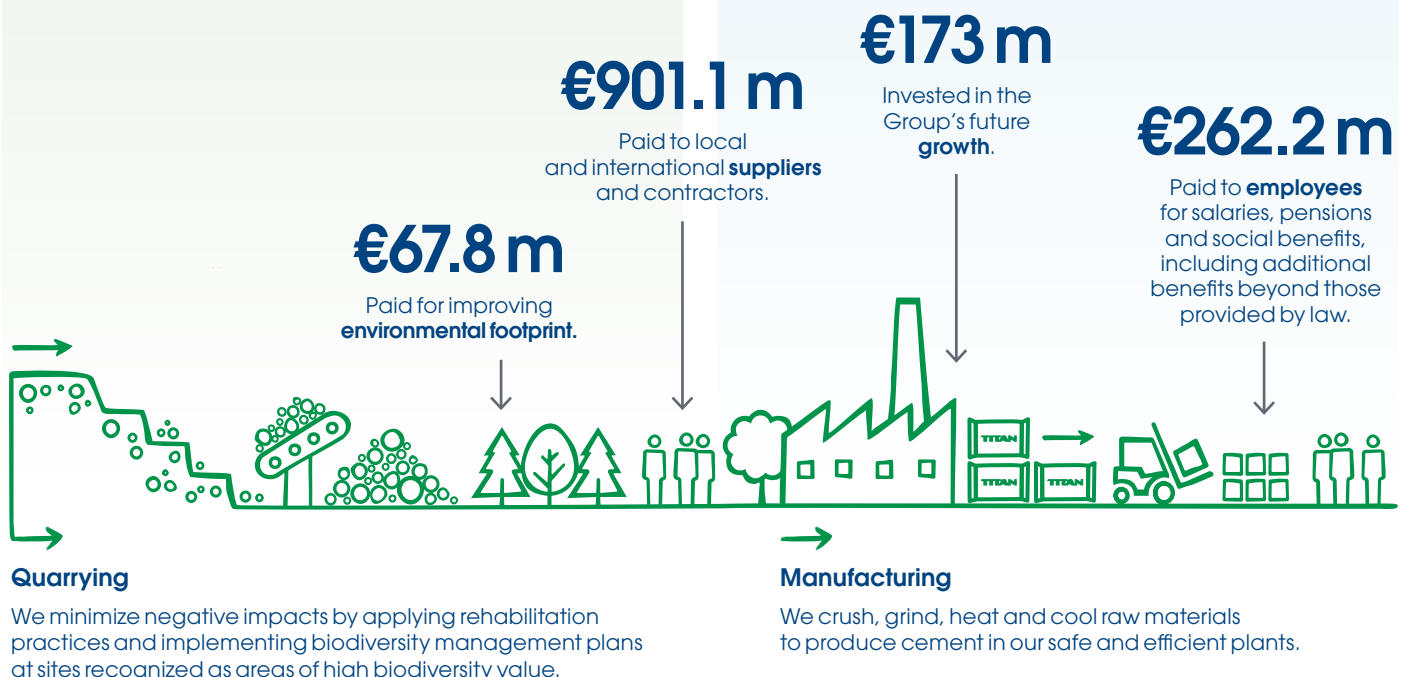 €67.8 m
Paid for improving
environmental footprint.
€901.1 m
Paid to local
and international suppliers
and contractors.
€173 m
Invested in the
Group’s future
growth.
€262.2 m
Paid to employees
for salaries, pensions
and social benefits,
including additional
benefits beyond those
provided by law.
TITAN
TITAN
TITAN
Quarrying
We minimize negative impacts by applying rehabilitation
practices and implementing biodiversity management plans
at sites recognized as areas of high biodiversity value.
Manufacturing
We crush, grind, heat and cool raw materials
to produce cement in our safe and efficient plants.